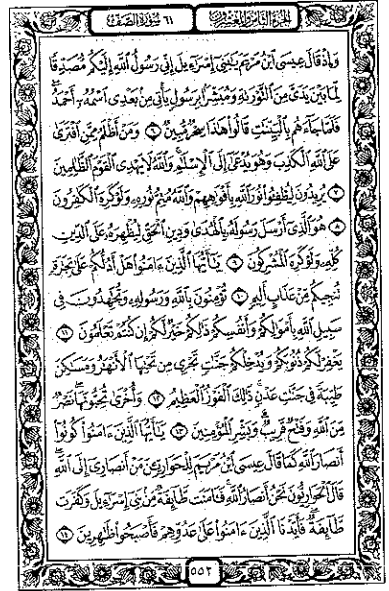 الجزء الثامن والعشرون ٦١ سورة الصف
وَإِذْ قَالَ عِيسَى ابْنُ مَرْيَمَ يَٰبَنِىٓ إِسْرَٰٓءِيلَ إِنِّى رَسُولُ ٱللَّهِ إِلَيْكُم مُّصَدِّقًا
لِّمَا بَيْنَ يَدَىَّ مِنَ ٱلتَّوْرَىٰةِ وَمُبَشِّرًۢا بِرَسُولٍ يَأْتِى مِنۢ بَعْدِى ٱسْمُهُۥٓ أَحْمَدُ
فَلَمَّا جَآءَهُم بِٱلْبَيِّنَٰتِ قَالُوا۟ هَٰذَا سِحْرٌ مُّبِينٌ ٦ وَمَنْ أَظْلَمُ مِمَّنِ ٱفْتَرَىٰ
عَلَى ٱللَّهِ ٱلْكَذِبَ وَهُوَ يُدْعَىٰٓ إِلَى ٱلْإِسْلَٰمِ وَٱللَّهُ لَا يَهْدِى ٱلْقَوْمَ ٱلظَّٰلِمِينَ
٧ يُرِيدُونَ لِيُطْفِـُٔوا۟ نُورَ ٱللَّهِ بِأَفْوَٰهِهِمْ وَٱللَّهُ مُتِمُّ نُورِهِۦ وَلَوْ كَرِهَ ٱلْكَٰفِرُونَ
٨ هُوَ ٱلَّذِىٓ أَرْسَلَ رَسُولَهُۥ بِٱلْهُدَىٰ وَدِينِ ٱلْحَقِّ لِيُظْهِرَهُۥ عَلَى ٱلدِّينِ
كُلِّهِۦ وَلَوْ كَرِهَ ٱلْمُشْرِكُونَ ٩ يَٰٓأَيُّهَا ٱلَّذِينَ ءَامَنُوا۟ هَلْ أَدُلُّكُمْ عَلَىٰ تِجَٰرَةٍ
تُنجِيكُم مِّنْ عَذَابٍ أَلِيمٍ ١٠ تُؤْمِنُونَ بِٱللَّهِ وَرَسُولِهِۦ وَتُجَٰهِدُونَ فِى
سَبِيلِ ٱللَّهِ بِأَمْوَٰلِكُمْ وَأَنفُسِكُمْ ذَٰلِكُمْ خَيْرٌ لَّكُمْ إِن كُنتُمْ تَعْلَمُونَ ١١
يَغْفِرْ لَكُمْ ذُنُوبَكُمْ وَيُدْخِلْكُمْ جَنَّٰتٍ تَجْرِى مِن تَحْتِهَا ٱلْأَنْهَٰرُ وَمَسَٰكِنَ
طَيِّبَةً فِى جَنَّٰتِ عَدْنٍ ذَٰلِكَ ٱلْفَوْزُ ٱلْعَظِيمُ ١٢ وَأُخْرَىٰ تُحِبُّونَهَا نَصْرٌ
مِّنَ ٱللَّهِ وَفَتْحٌ قَرِيبٌ وَبَشِّرِ ٱلْمُؤْمِنِينَ ١٣ يَٰٓأَيُّهَا ٱلَّذِينَ ءَامَنُوا۟ كُونُوٓا۟
أَنصَارَ ٱللَّهِ كَمَا قَالَ عِيسَى ٱبْنُ مَرْيَمَ لِلْحَوَارِيِّـۧنَ مَنْ أَنصَارِىٓ إِلَى ٱللَّهِ
قَالَ ٱلْحَوَارِيُّونَ نَحْنُ أَنصَارُ ٱللَّهِ فَـَٔامَنَت طَّآئِفَةٌ مِّنۢ بَنِىٓ إِسْرَٰٓءِيلَ وَكَفَرَت
طَّآئِفَةٌ فَأَيَّدْنَا ٱلَّذِينَ ءَامَنُوا۟ عَلَىٰ عَدُوِّهِمْ فَأَصْبَحُوا۟ ظَٰهِرِينَ ١٤
٥٥٢